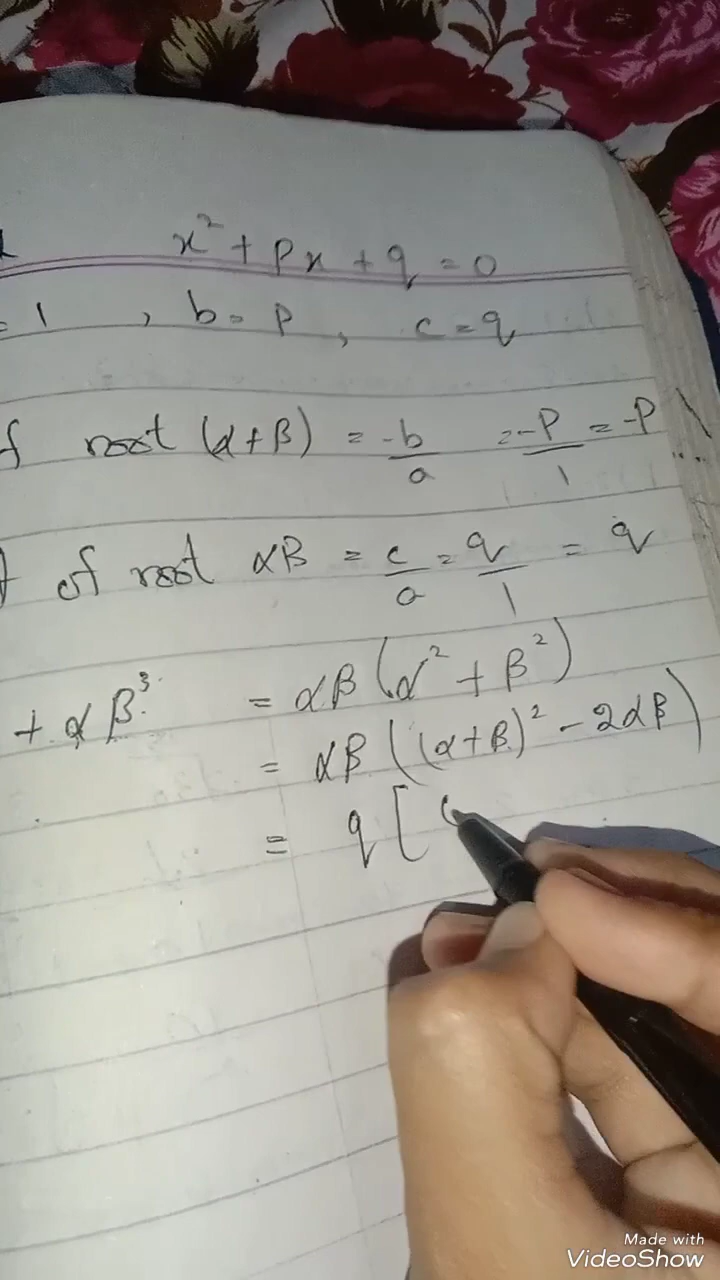 x² + px + q = 0
= 1 , b = p , c = q
f root (α+β) = -b/a = -p/1 = -p
of root αβ = c/a = q/1 = q
+ αβ³ = αβ(α² + β²)
= αβ((α+β)² - 2αβ)
= q[(
Made with
VideoShow